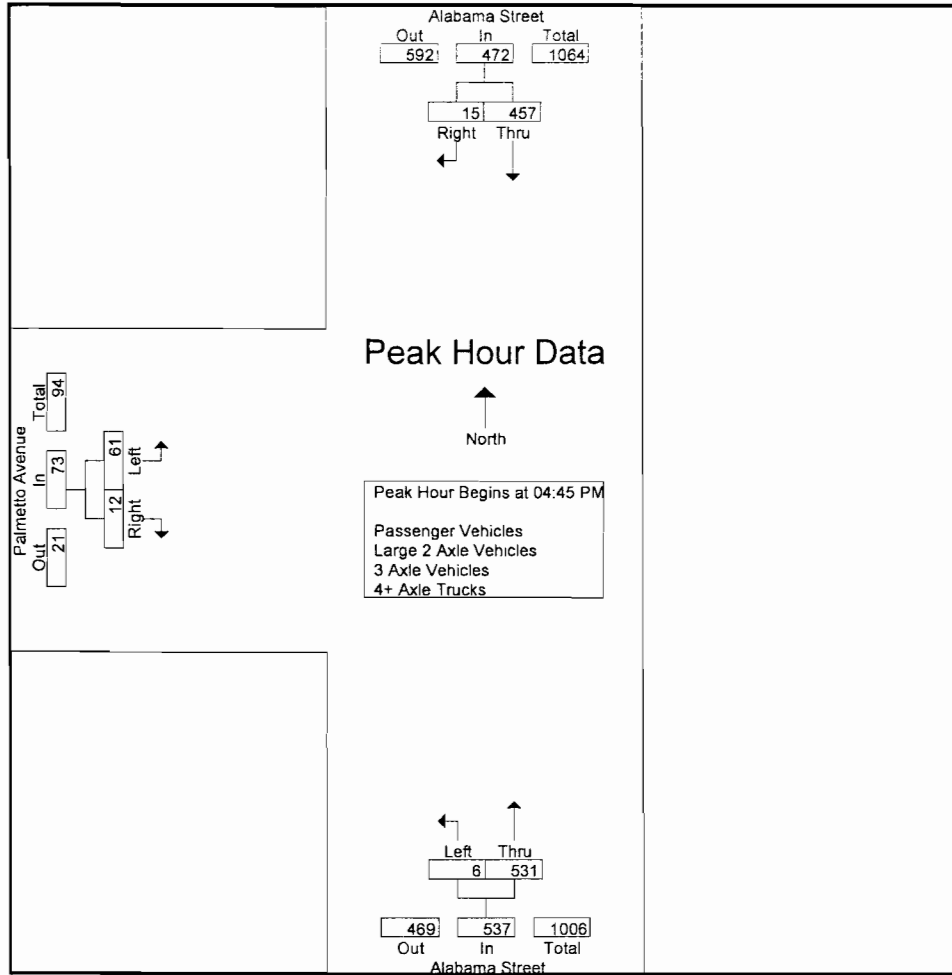 Alabama Street
Out In Total
592 472 1064
15 457
Right Thru
Peak Hour Data
North
Peak Hour Begins at 04:45 PM
Passenger Vehicles
Large 2 Axle Vehicles
3 Axle Vehicles
4+ Axle Trucks
Palmetto Avenue
Out In Total
21 73 94
12 61
Right Left
Left Thru
6 531
469 537 1006
Out In Total
Alabama Street